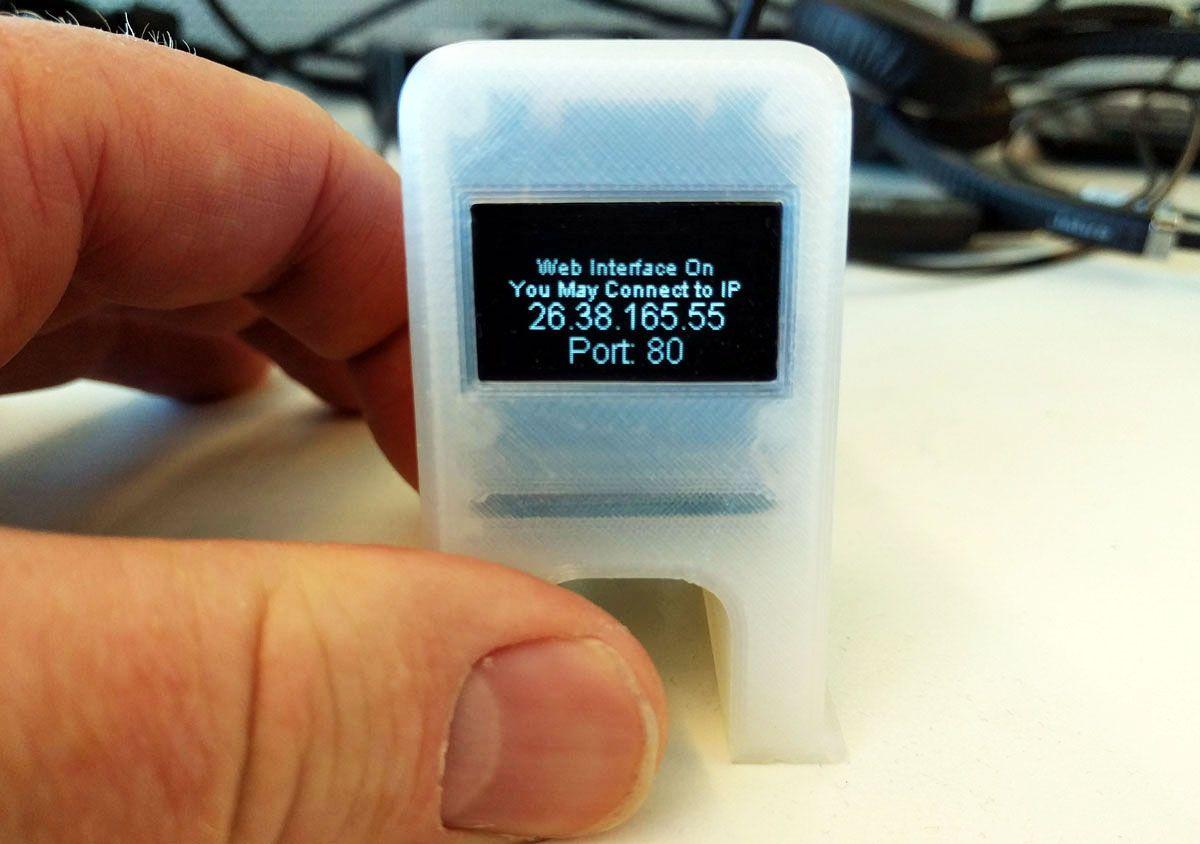 Web Interface On
You May Connect to IP
26.38.165.55
Port: 80